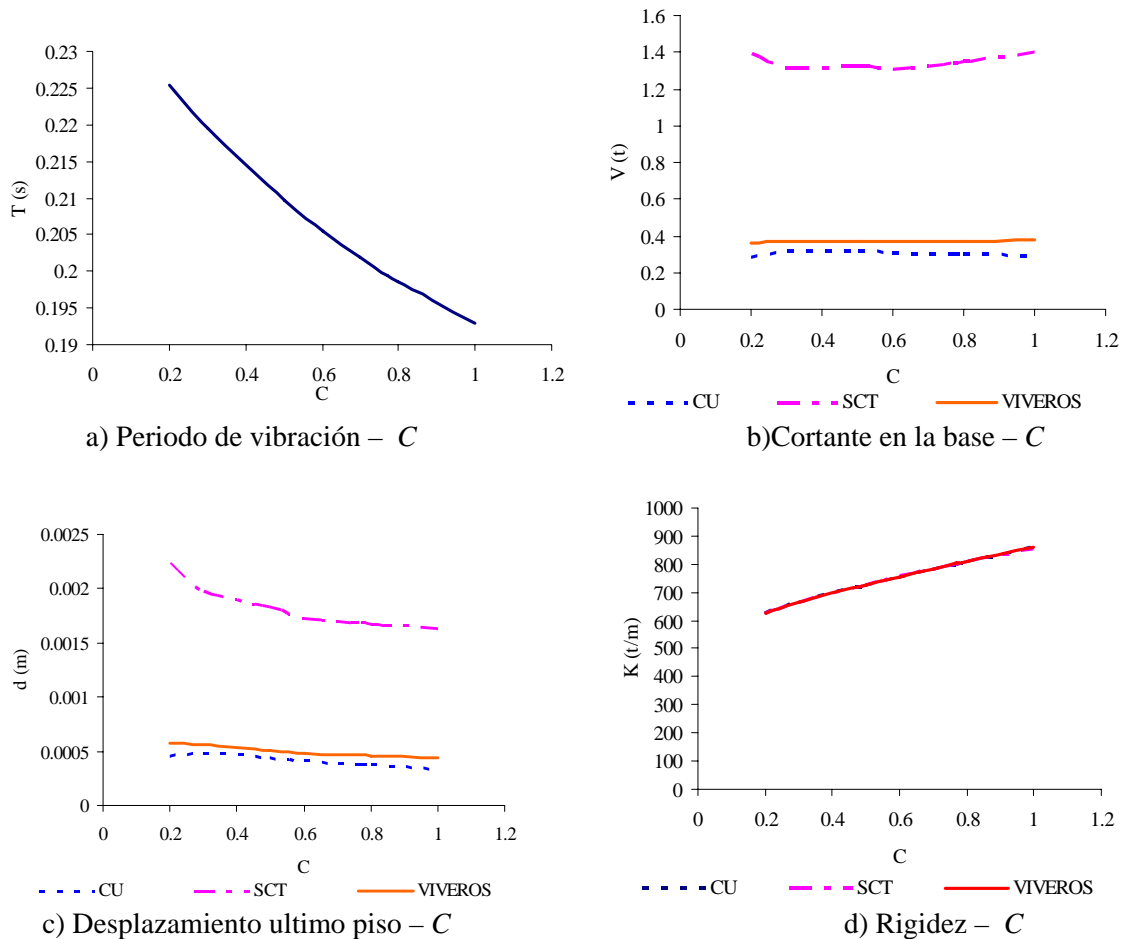 0.23
0.225
0.22
0.215
0.21
0.205
0.2
0.195
0.19
T (s)
0 0.2 0.4 0.6 0.8 1 1.2
C
a) Periodo de vibración – C
1.6
1.4
1.2
1
0.8
0.6
0.4
0.2
0
V (t)
0 0.2 0.4 0.6 0.8 1 1.2
C
CU SCT VIVEROS
b)Cortante en la base – C
0.0025
0.002
0.0015
0.001
0.0005
0
d (m)
0 0.2 0.4 0.6 0.8 1 1.2
C
CU SCT VIVEROS
c) Desplazamiento ultimo piso – C
1000
900
800
700
600
500
400
300
200
100
0
K (t/m)
0 0.2 0.4 0.6 0.8 1 1.2
C
CU SCT VIVEROS
d) Rigidez – C